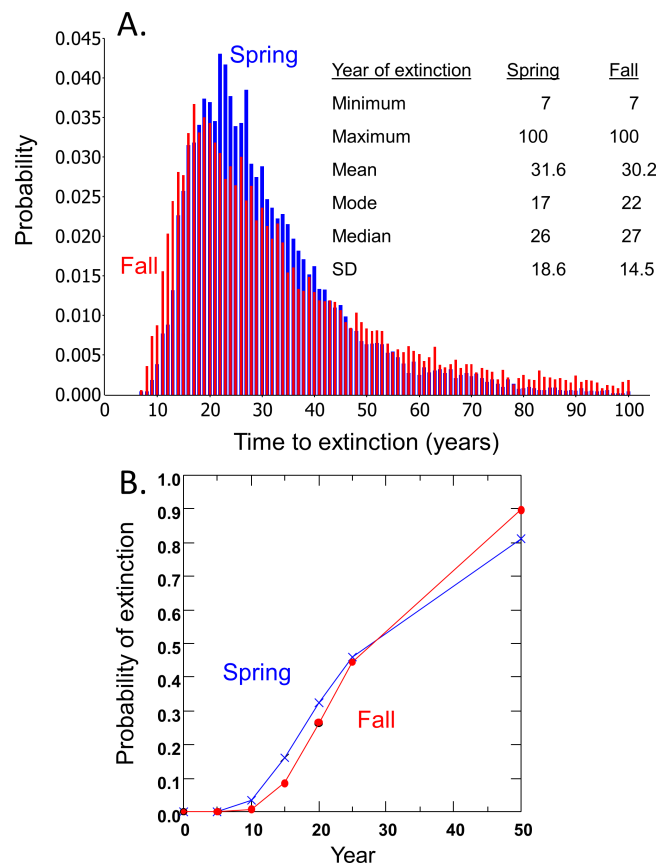 A.
0.045
0.040
0.035
0.030
0.025
0.020
0.015
0.010
0.005
0.000
Probability
Spring
Fall
Year of extinction Spring Fall
Minimum 7 7
Maximum 100 100
Mean 31.6 30.2
Mode 17 22
Median 26 27
SD 18.6 14.5
10 20 30 40 50 60 70 80 90 100
Time to extinction (years)
B.
1.0
0.9
0.8
0.7
0.6
0.5
0.4
0.3
0.2
0.1
0.0
Probability of extinction
Spring
Fall
0 10 20 30 40 50
Year